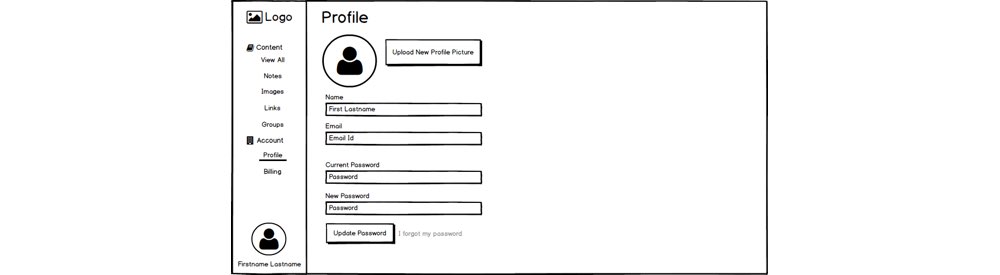 Logo
Content
View All
Notes
Images
Links
Groups
Account
Profile
Billing
Firstname Lastname
Profile
Upload New Profile Picture
Name
First Lastname
Email
Email Id
Current Password
Password
New Password
Password
Update Password
I forgot my password